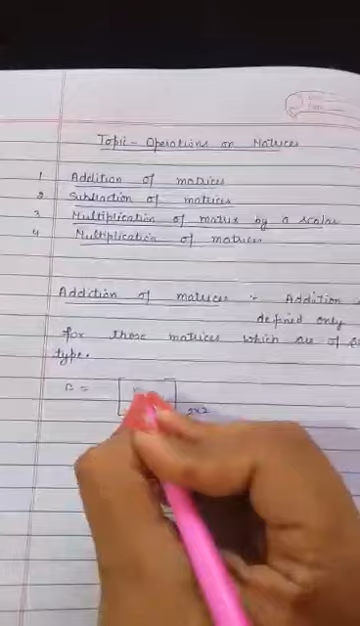 Topic - Operations on Matrices
1 Addition of matrices
2 Subtraction of matrices
3 Multiplication of matrix by a scalar
4 Multiplication of matrices
Addition of matrices :- Addition
defined only
for those matrices which are of
type.
=
2x2